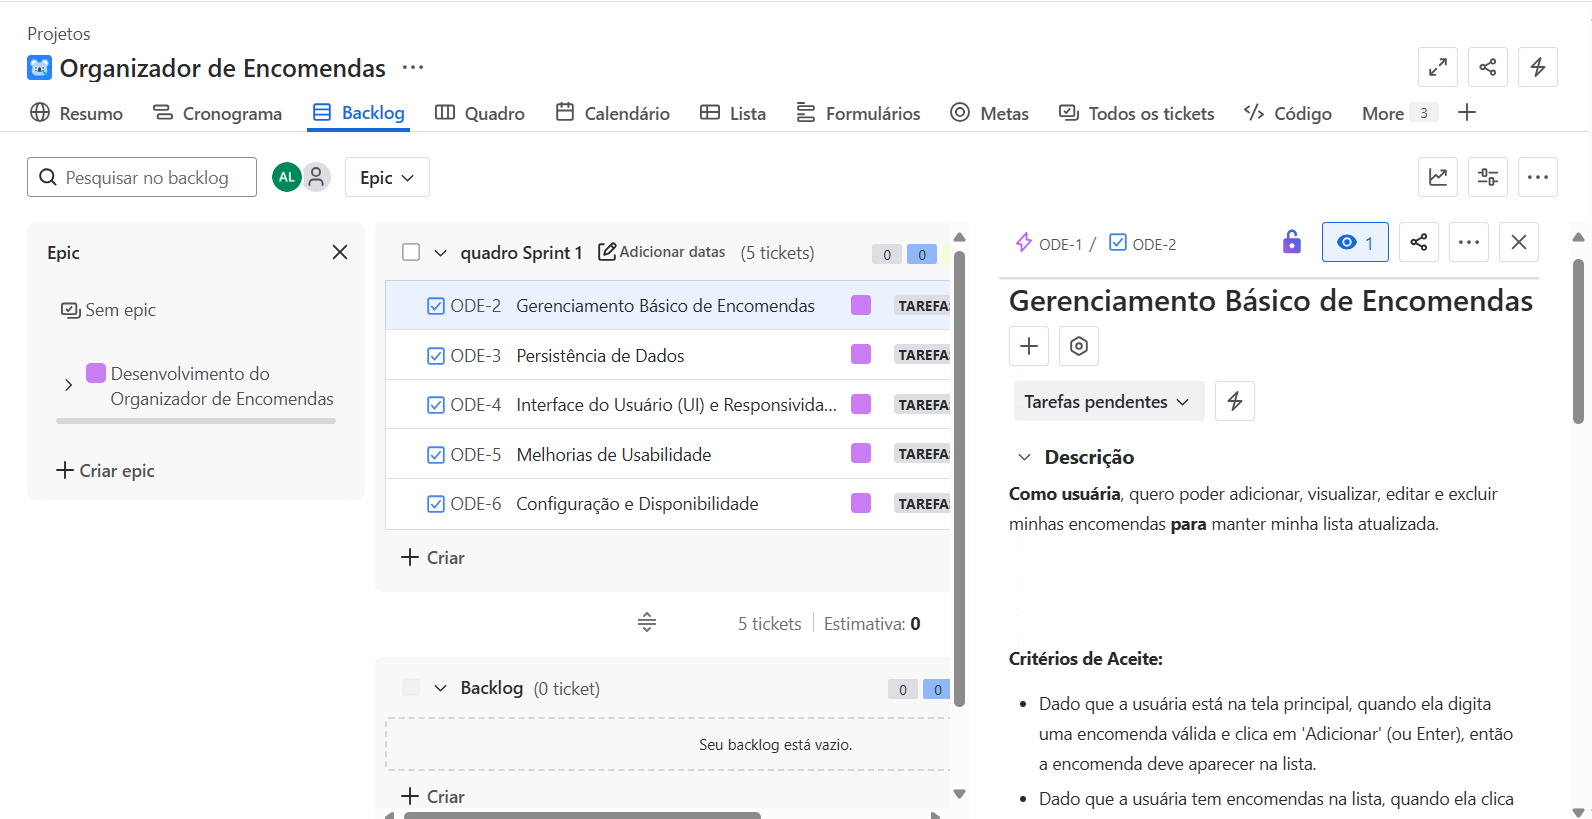 Projetos
Organizador de Encomendas
Resumo
Cronograma
Backlog
Quadro
Calendário
Lista
Formulários
Metas
Todos os tickets
Código
More 3
Pesquisar no backlog
AL
Epic
Epic
Sem epic
Desenvolvimento do
Organizador de Encomendas
Criar epic
quadro Sprint 1 Adicionar datas (5 tickets) 0 0
ODE-2 Gerenciamento Básico de Encomendas TAREFAS
ODE-3 Persistência de Dados TAREFAS
ODE-4 Interface do Usuário (UI) e Responsivida... TAREFAS
ODE-5 Melhorias de Usabilidade TAREFAS
ODE-6 Configuração e Disponibilidade TAREFAS
Criar
5 tickets Estimativa: 0
Backlog (0 ticket) 0 0
Seu backlog está vazio.
Criar
ODE-1 / ODE-2
1
Gerenciamento Básico de Encomendas
Tarefas pendentes
Descrição
Como usuária, quero poder adicionar, visualizar, editar e excluir
minhas encomendas para manter minha lista atualizada.
Critérios de Aceite:
• Dado que a usuária está na tela principal, quando ela digita
uma encomenda válida e clica em 'Adicionar' (ou Enter), então
a encomenda deve aparecer na lista.
• Dado que a usuária tem encomendas na lista, quando ela clica